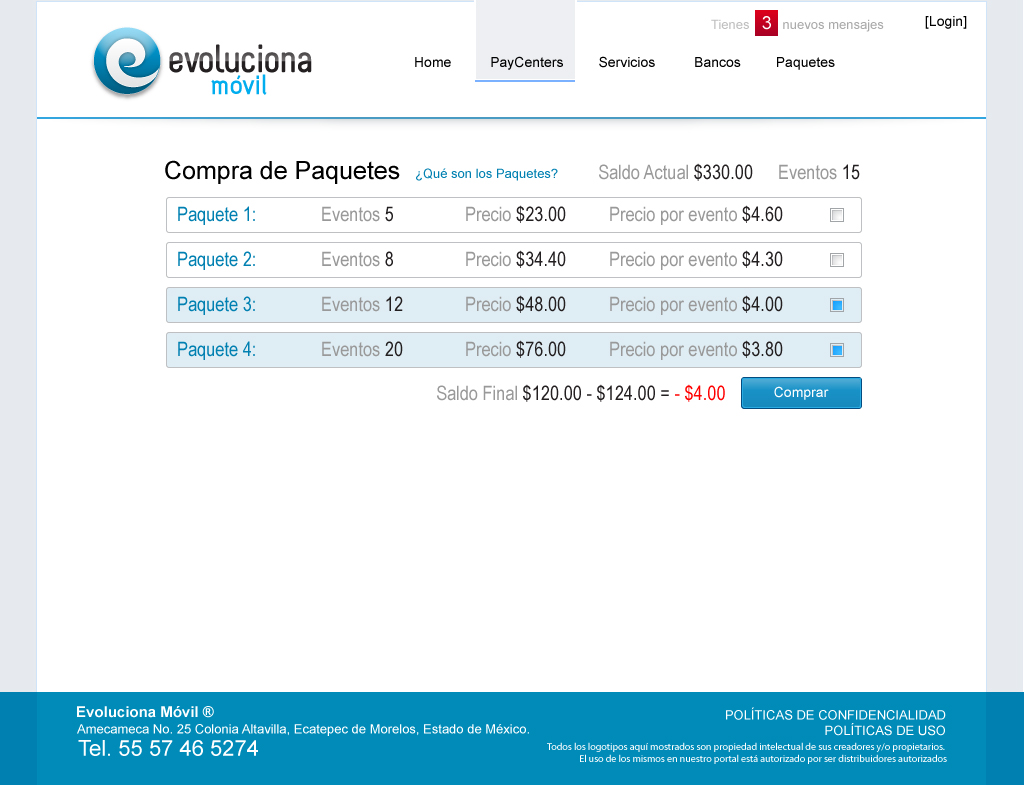 Tienes 3 nuevos mensajes [Login]
evoluciona
móvil
Home PayCenters Servicios Bancos Paquetes
Compra de Paquetes ¿Qué son los Paquetes? Saldo Actual $330.00 Eventos 15
Paquete 1: Eventos 5 Precio $23.00 Precio por evento $4.60
Paquete 2: Eventos 8 Precio $34.40 Precio por evento $4.30
Paquete 3: Eventos 12 Precio $48.00 Precio por evento $4.00
Paquete 4: Eventos 20 Precio $76.00 Precio por evento $3.80
Saldo Final $120.00 - $124.00 = - $4.00 Comprar
Evoluciona Móvil ®
Amecameca No. 25 Colonia Altavilla, Ecatepec de Morelos, Estado de México.
Tel. 55 57 46 5274
POLÍTICAS DE CONFIDENCIALIDAD
POLÍTICAS DE USO
Todos los logotipos aquí mostrados son propiedad intelectual de sus creadores y/o propietarios.
El uso de los mismos en nuestro portal está autorizado por ser distribuidores autorizados